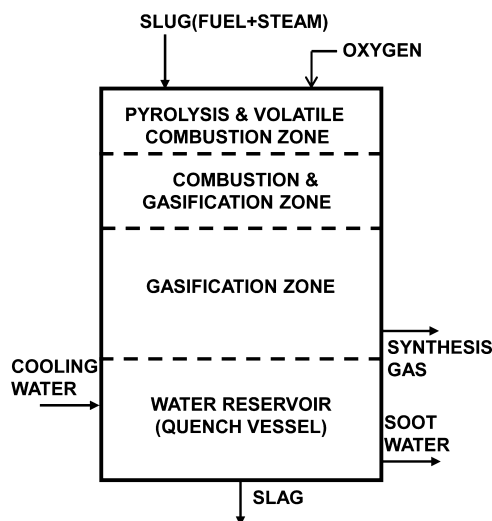 SLUG(FUEL+STEAM)
OXYGEN
PYROLYSIS & VOLATILE
COMBUSTION ZONE
COMBUSTION &
GASIFICATION ZONE
GASIFICATION ZONE
SYNTHESIS
GAS
COOLING
WATER
WATER RESERVOIR
(QUENCH VESSEL)
SOOT
WATER
SLAG